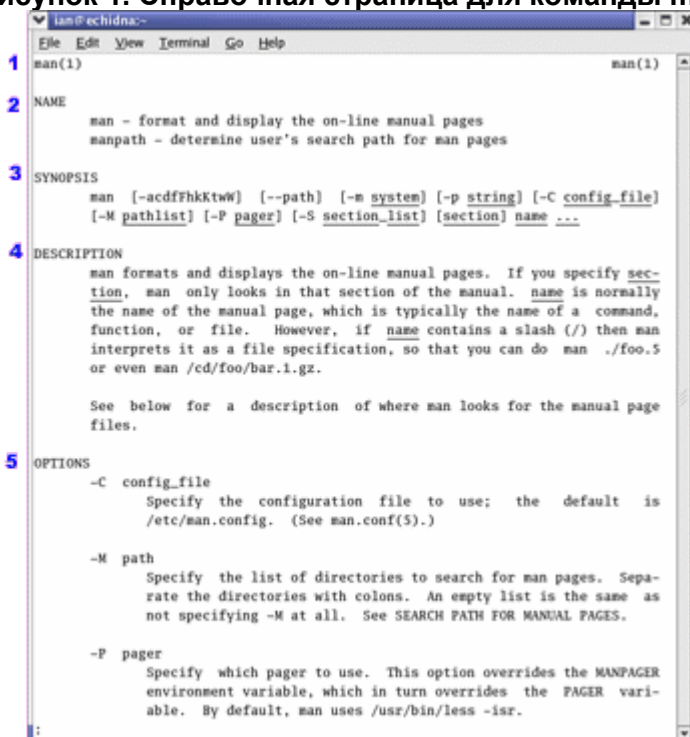 Рисунок 1. Справочная страница для команды m
ian@echidna:~
File Edit View Terminal Go Help
1 man(1) man(1)
2 NAME
man - format and display the on-line manual pages
manpath - determine user's search path for man pages
3 SYNOPSIS
man [-acdfFhkKtwW] [--path] [-m system] [-p string] [-C config_file]
[-M pathlist] [-P pager] [-S section_list] [section] name ...
4 DESCRIPTION
man formats and displays the on-line manual pages. If you specify sec-
tion, man only looks in that section of the manual. name is normally
the name of the manual page, which is typically the name of a command,
function, or file. However, if name contains a slash (/) then man
interprets it as a file specification, so that you can do man ./foo.5
or even man /cd/foo/bar.1.gz.
See below for a description of where man looks for the manual page
files.
5 OPTIONS
-C config_file
Specify the configuration file to use; the default is
/etc/man.config. (See man.conf(5).)
-M path
Specify the list of directories to search for man pages. Sepa-
rate the directories with colons. An empty list is the same as
not specifying -M at all. See SEARCH PATH FOR MANUAL PAGES.
-P pager
Specify which pager to use. This option overrides the MANPAGER
environment variable, which in turn overrides the PAGER vari-
able. By default, man uses /usr/bin/less -isr.
: